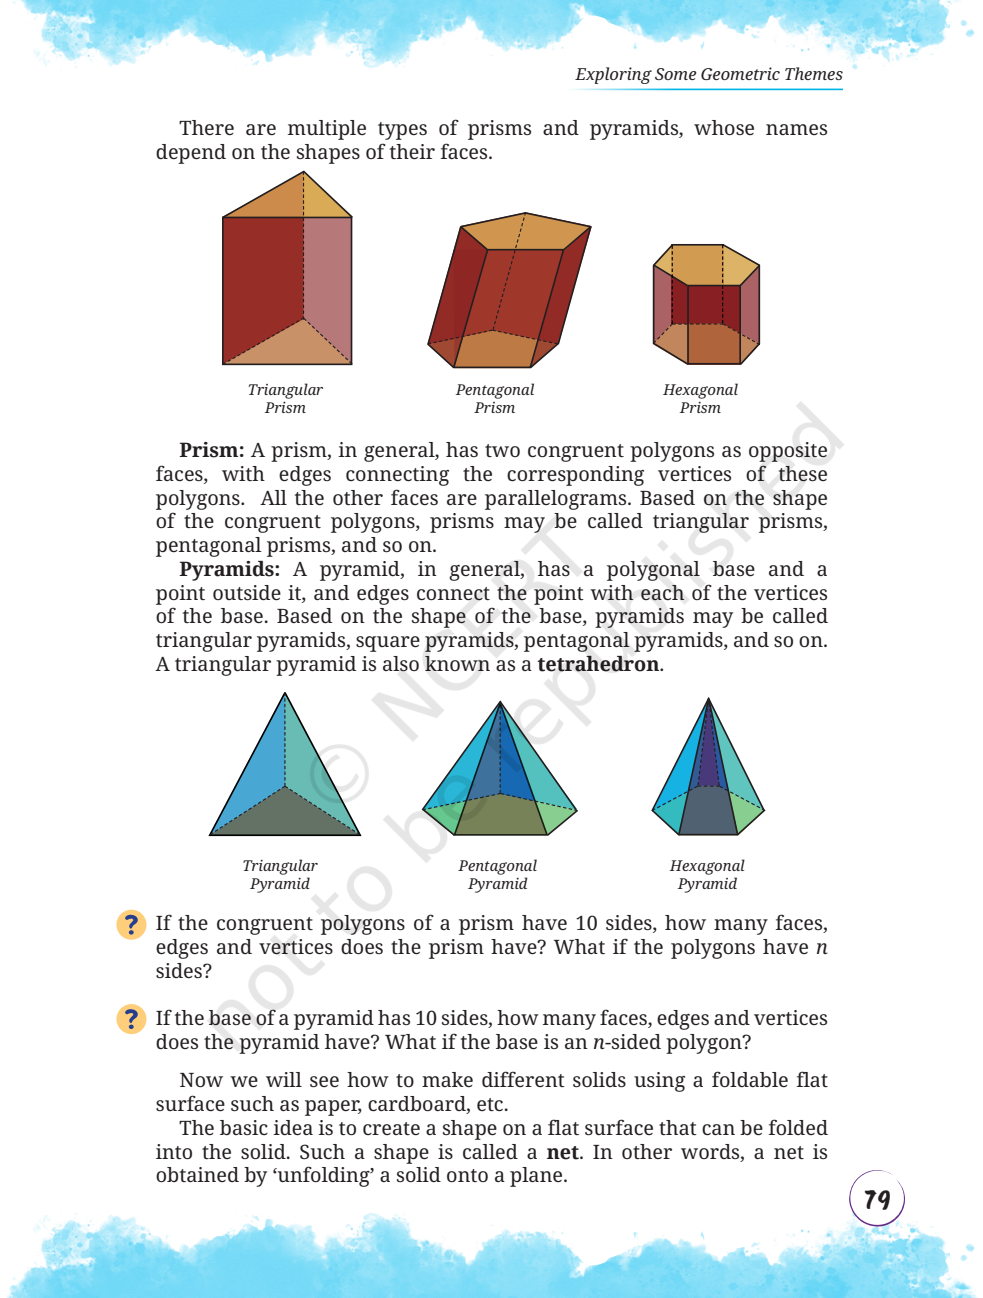 Exploring Some Geometric Themes
There are multiple types of prisms and pyramids, whose names
depend on the shapes of their faces.
Triangular
Prism
Pentagonal
Prism
Hexagonal
Prism
Prism: A prism, in general, has two congruent polygons as opposite
faces, with edges connecting the corresponding vertices of these
polygons. All the other faces are parallelograms. Based on the shape
of the congruent polygons, prisms may be called triangular prisms,
pentagonal prisms, and so on.
Pyramids: A pyramid, in general, has a polygonal base and a
point outside it, and edges connect the point with each of the vertices
of the base. Based on the shape of the base, pyramids may be called
triangular pyramids, square pyramids, pentagonal pyramids, and so on.
A triangular pyramid is also known as a tetrahedron.
Triangular
Pyramid
Pentagonal
Pyramid
Hexagonal
Pyramid
? If the congruent polygons of a prism have 10 sides, how many faces,
edges and vertices does the prism have? What if the polygons have n
sides?
? If the base of a pyramid has 10 sides, how many faces, edges and vertices
does the pyramid have? What if the base is an n-sided polygon?
Now we will see how to make different solids using a foldable flat
surface such as paper, cardboard, etc.
The basic idea is to create a shape on a flat surface that can be folded
into the solid. Such a shape is called a net. In other words, a net is
obtained by ‘unfolding’ a solid onto a plane.
79
© NCERT
not to be republished